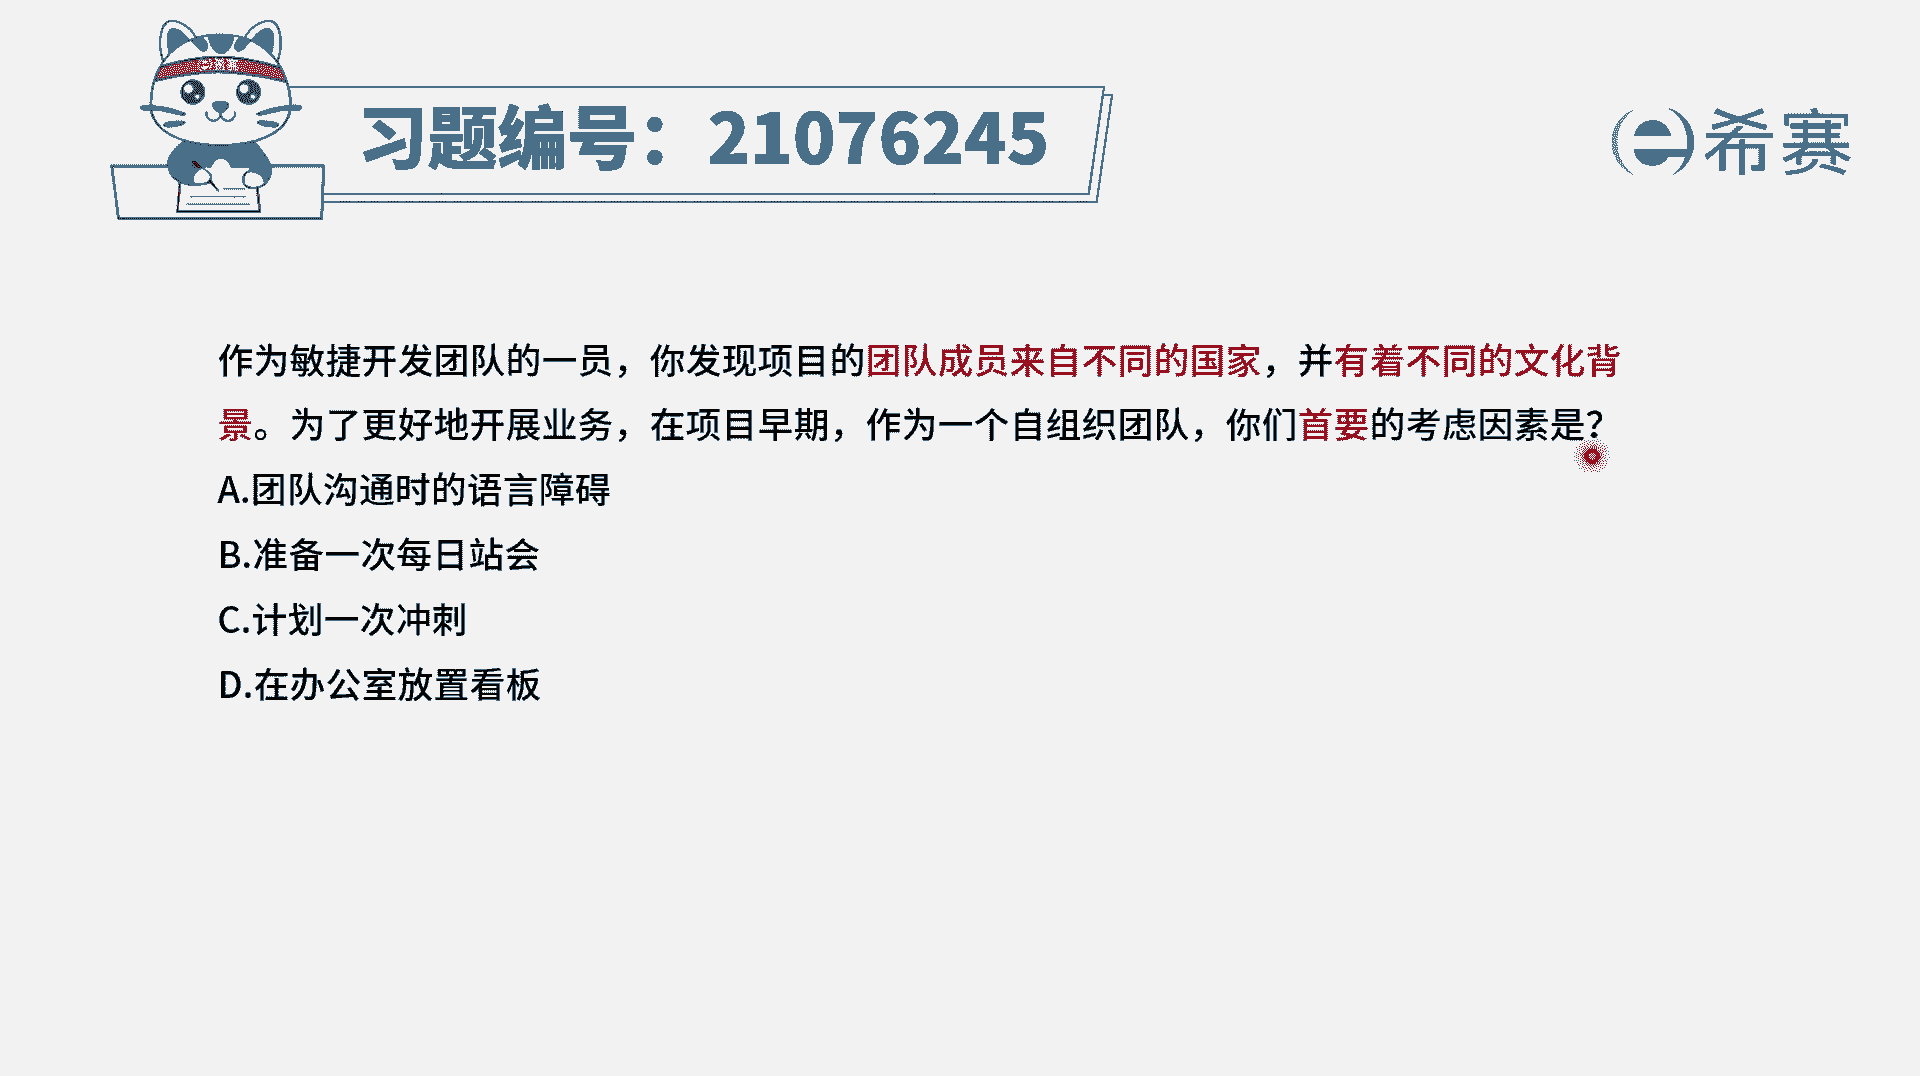 习题编号：21076245
希赛
作为敏捷开发团队的一员，你发现项目的团队成员来自不同的国家，并有着不同的文化背
景。为了更好地开展业务，在项目早期，作为一个自组织团队，你们首要的考虑因素是？
A.团队沟通时的语言障碍
B.准备一次每日站会
C.计划一次冲刺
D.在办公室放置看板